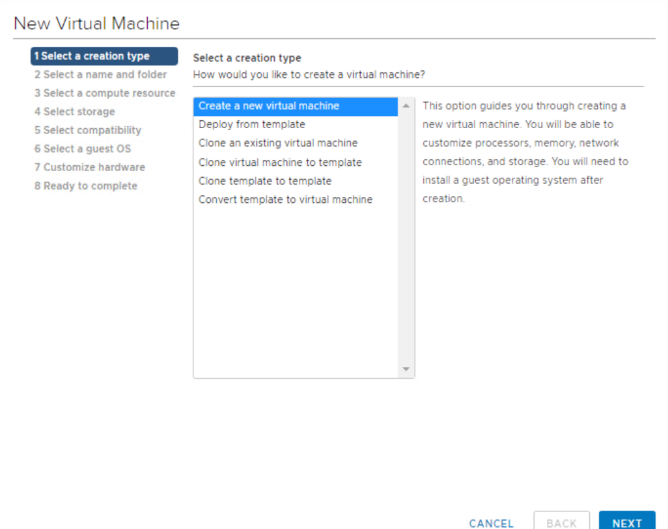 New Virtual Machine
1 Select a creation type
2 Select a name and folder
3 Select a compute resource
4 Select storage
5 Select compatibility
6 Select a guest OS
7 Customize hardware
8 Ready to complete
Select a creation type
How would you like to create a virtual machine?
Create a new virtual machine
Deploy from template
Clone an existing virtual machine
Clone virtual machine to template
Clone template to template
Convert template to virtual machine
This option guides you through creating a
new virtual machine. You will be able to
customize processors, memory, network
connections, and storage. You will need to
install a guest operating system after
creation.
CANCEL
BACK
NEXT